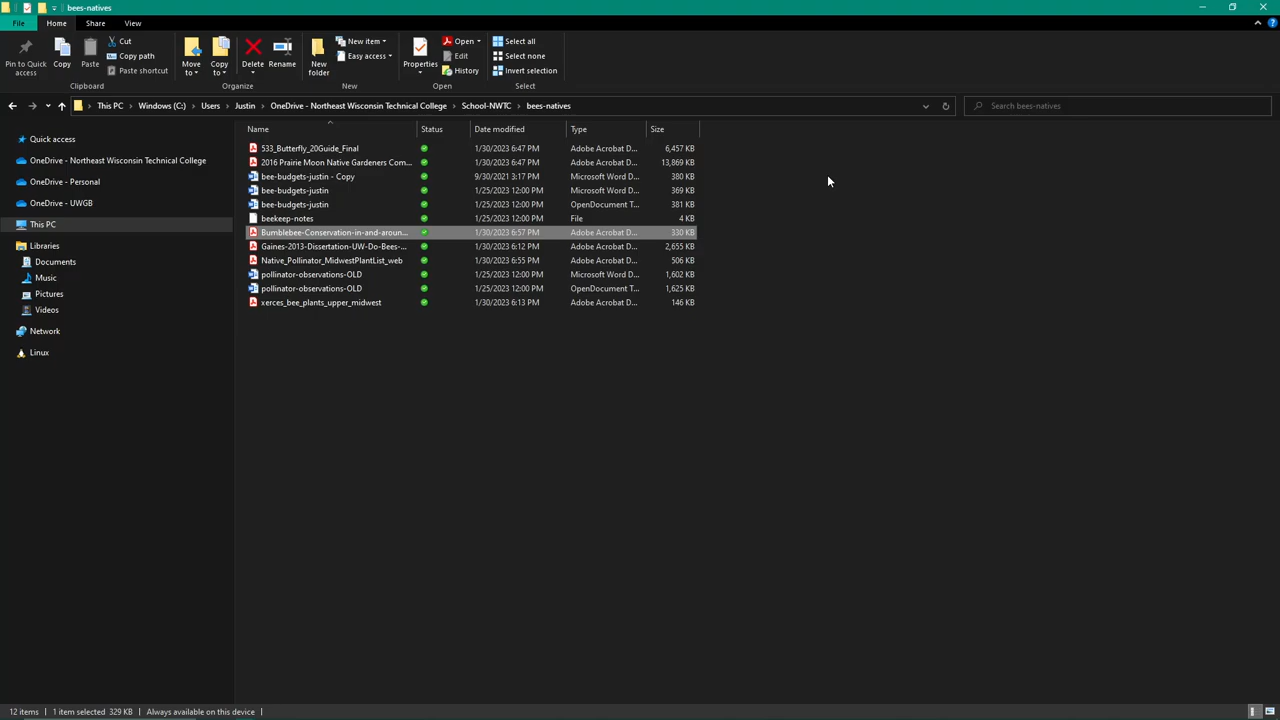 bees-natives
File Home Share View
Pin to Quick access
Copy
Paste
Cut
Copy path
Paste shortcut
Clipboard
Move to
Copy to
Delete
Rename
Organize
New folder
New item
Easy access
New
Properties
Open
Edit
History
Open
Select all
Select none
Invert selection
Select
This PC Windows (C:) Users Justin OneDrive - Northeast Wisconsin Technical College School-NWTC bees-natives
Search bees-natives
Quick access
OneDrive - Northeast Wisconsin Technical College
OneDrive - Personal
OneDrive - UWGB
This PC
Libraries
Documents
Music
Pictures
Videos
Network
Linux
Name Status Date modified Type Size
533_Butterfly_20Guide_Final 1/30/2023 6:47 PM Adobe Acrobat D... 6,457 KB
2016 Prairie Moon Native Gardeners Com... 1/30/2023 6:47 PM Adobe Acrobat D... 13,869 KB
bee-budgets-justin - Copy 9/30/2021 3:17 PM Microsoft Word D... 380 KB
bee-budgets-justin 1/25/2023 12:00 PM Microsoft Word D... 369 KB
bee-budgets-justin 1/25/2023 12:00 PM OpenDocument T... 381 KB
beekeep-notes 1/25/2023 12:00 PM File 4 KB
Bumblebee-Conservation-in-and-aroun... 1/30/2023 6:57 PM Adobe Acrobat D... 330 KB
Gaines-2013-Dissertation-UW-Do-Bees-... 1/30/2023 6:12 PM Adobe Acrobat D... 2,655 KB
Native_Pollinator_MidwestPlantList_web 1/30/2023 6:55 PM Adobe Acrobat D... 506 KB
pollinator-observations-OLD 1/25/2023 12:00 PM Microsoft Word D... 1,602 KB
pollinator-observations-OLD 1/25/2023 12:00 PM OpenDocument T... 1,625 KB
xerces_bee_plants_upper_midwest 1/30/2023 6:13 PM Adobe Acrobat D... 146 KB
12 items 1 item selected 329 KB Always available on this device